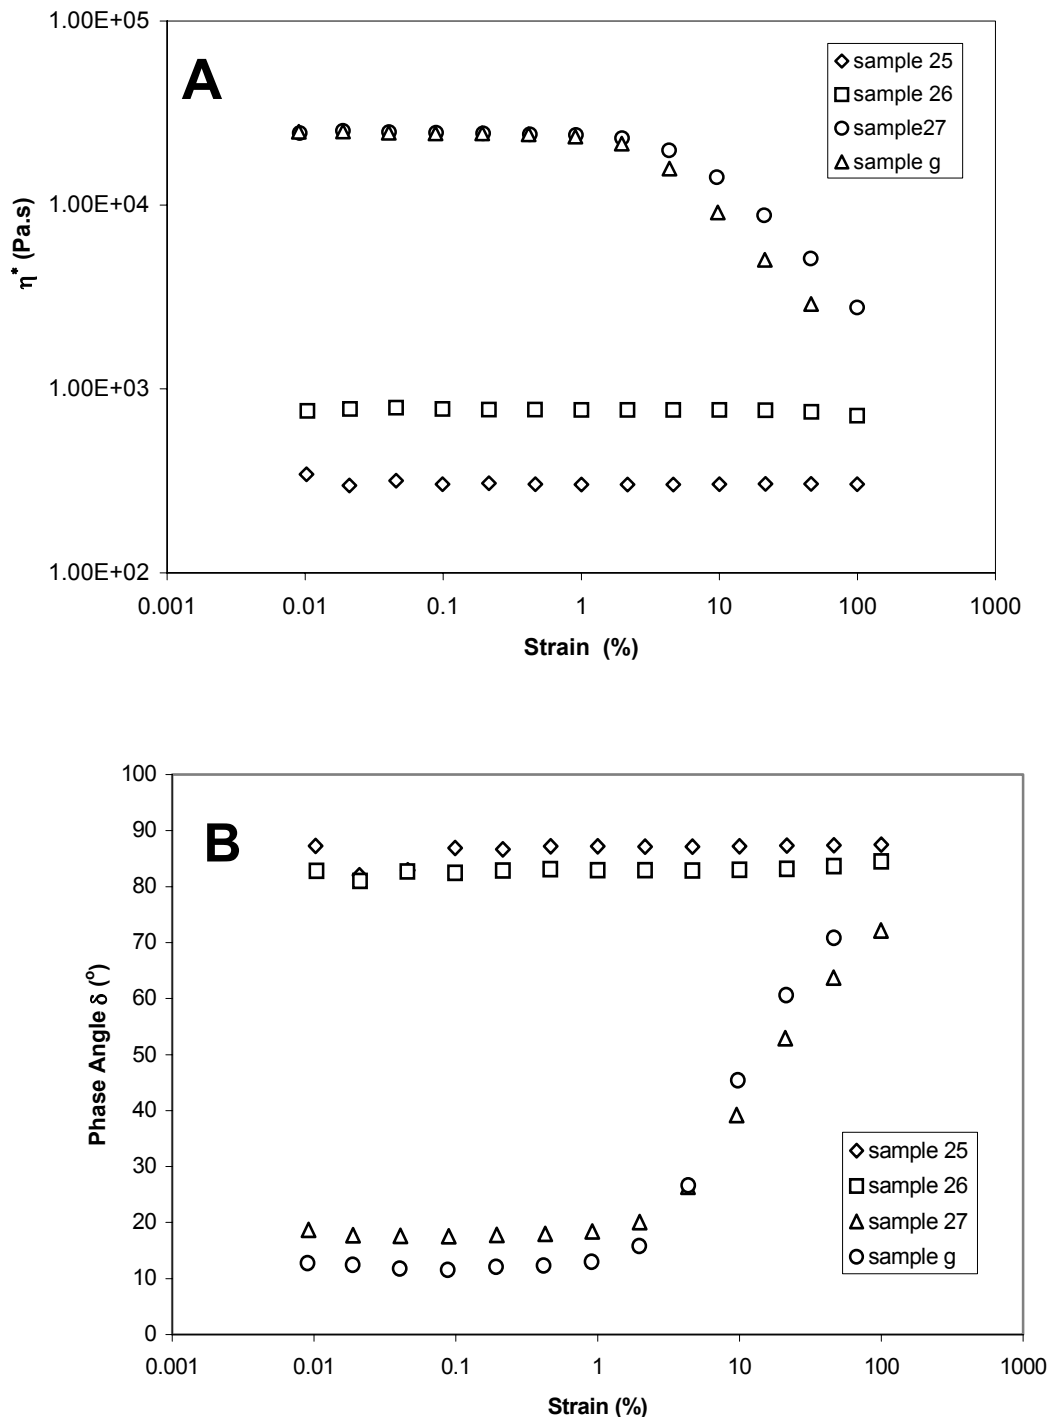 1.00E+05
A
sample 25
sample 26
sample27
sample g
1.00E+04
η* (Pa.s)
1.00E+03
1.00E+02
0.001 0.01 0.1 1 10 100 1000
Strain (%)
100
B
90
80
70
60
Phase Angle δ (°)
50
40
30
sample 25
sample 26
sample 27
sample g
20
10
0
0.001 0.01 0.1 1 10 100 1000
Strain (%)